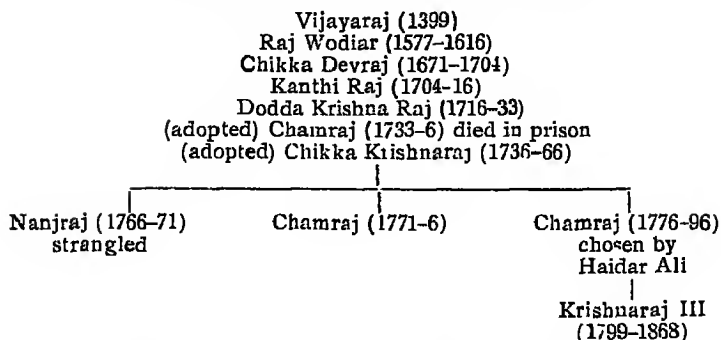 Vijayaraj (1399)
Raj Wodiar (1577–1616)
Chikka Devraj (1671–1704)
Kanthi Raj (1704–16)
Dodda Krishna Raj (1716–33)
(adopted) Chamraj (1733–6) died in prison
(adopted) Chikka Krishnaraj (1736–66)
Nanjraj (1766–71)
strangled
Chamraj (1771–6)
Chamraj (1776–96)
chosen by
Haidar Ali
Krishnaraj III
(1799–1868)